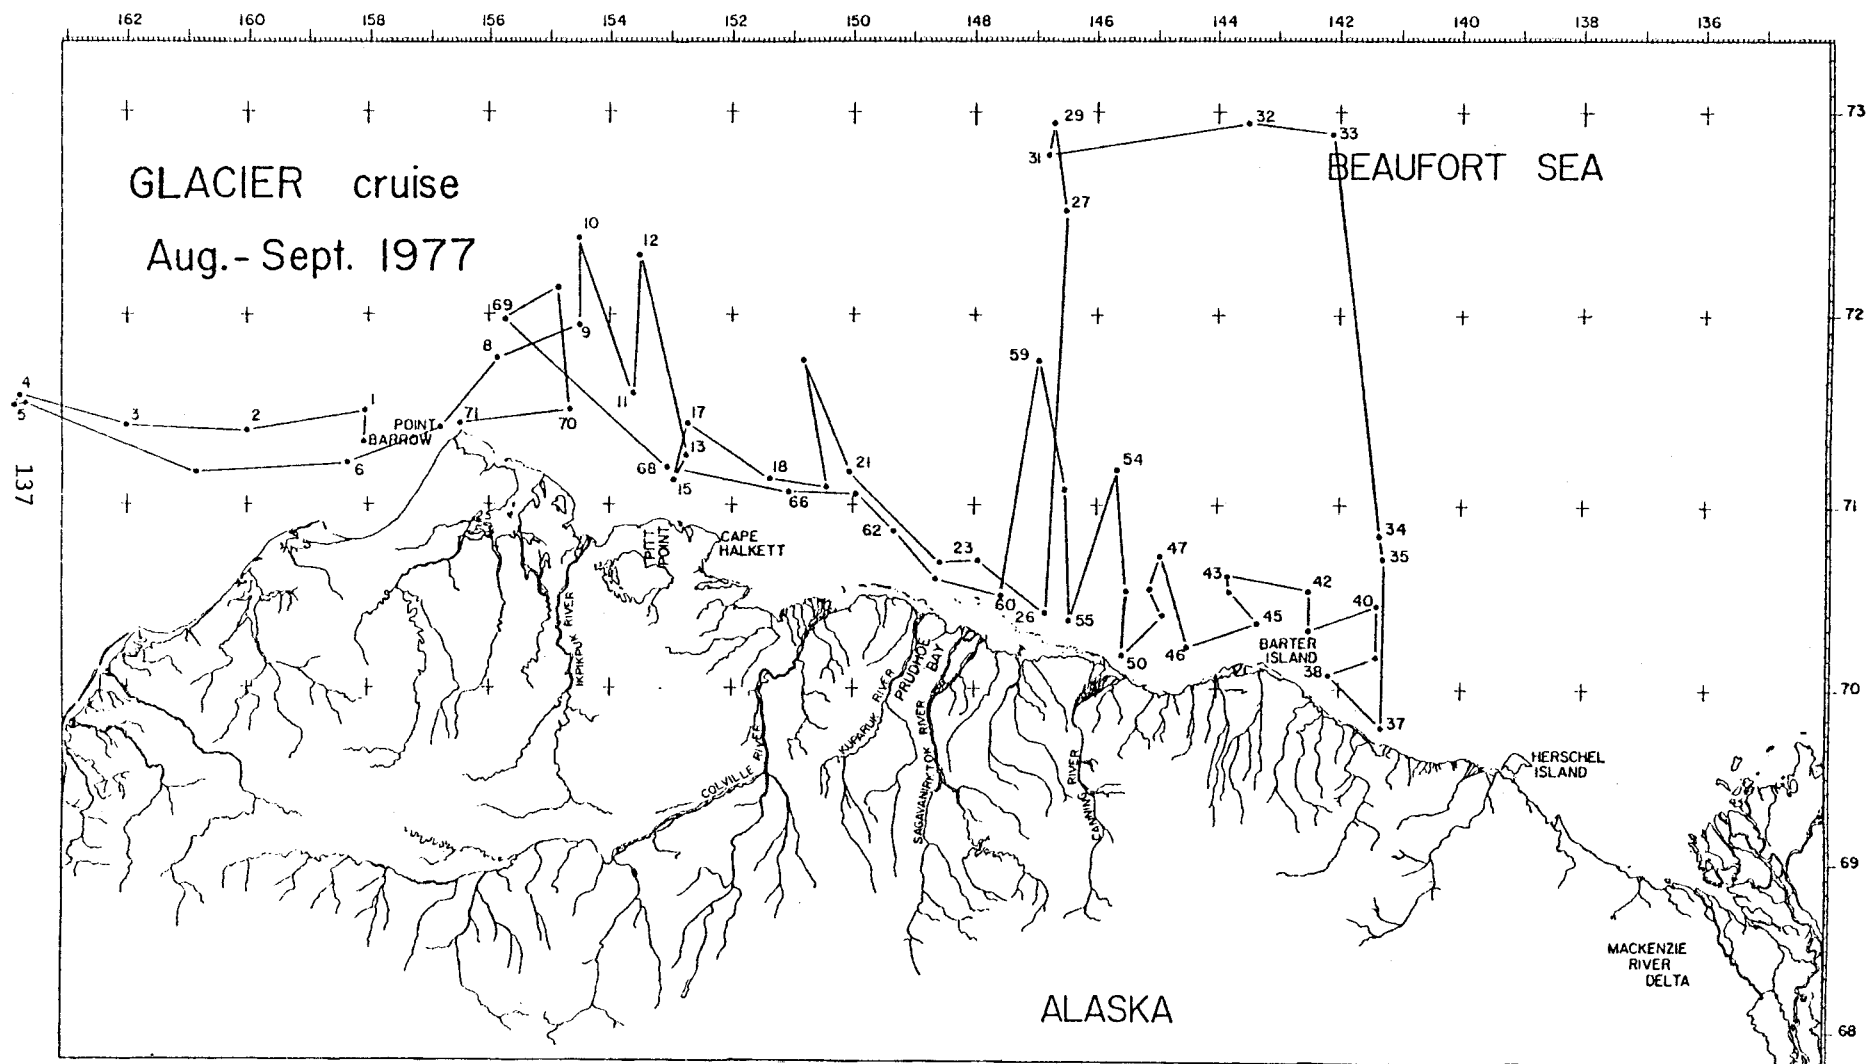 162 160 158 156 154 152 150 148 146 144 142 140 138 136
29 32 73
31 33
GLACIER cruise BEAUFORT SEA
27
10
12
Aug.- Sept. 1977
69 72
9
8 59
4
5 3 2 1 11 17
POINT 71 70
BARROW 13
6 68 18 21 54
15 66
137
71
62 34
CAPE
HALKETT
PITT
POINT
23 47 35
43 42
60 26 55 45 40
IKPIKPUK RIVER
50 46 BARTER
ISLAND
38
PRUDHOE
BAY
70
37
COLVILLE RIVER
KUPARUK RIVER
SAGAVANIRKTOK RIVER
CANNING RIVER
HERSCHEL
ISLAND
69
MACKENZIE
RIVER
DELTA
ALASKA
68